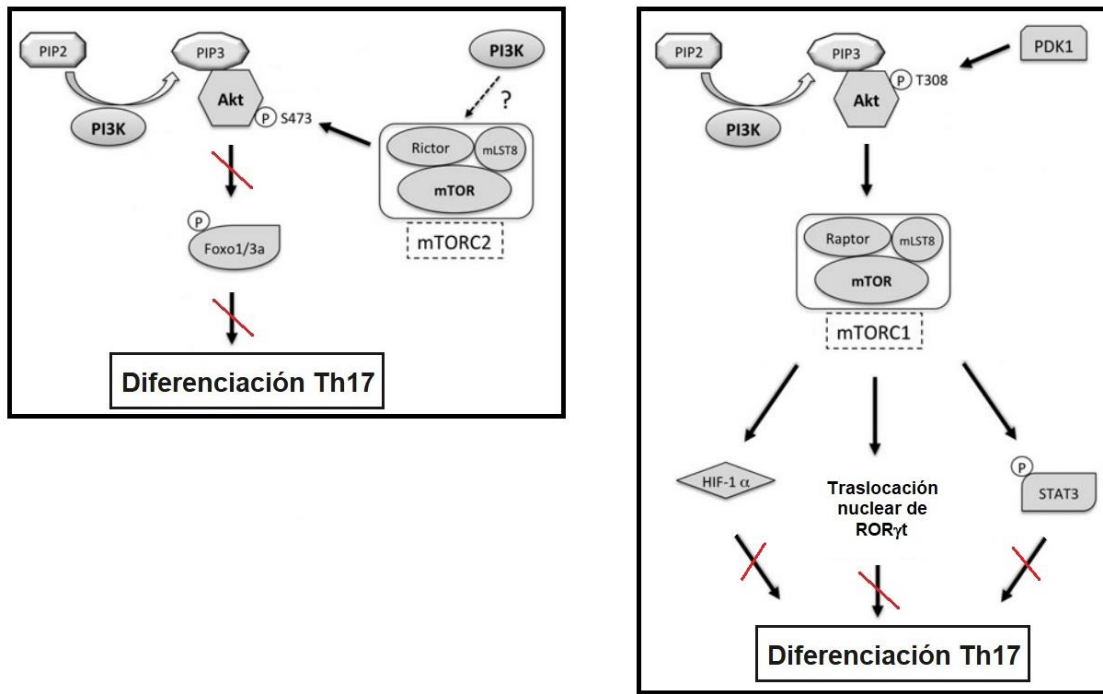 PIP2
PIP3
PI3K
Akt
P
S473
PI3K
?
Rictor
mLST8
mTOR
mTORC2
P
Foxo1/3a
Diferenciación Th17
PIP2
PIP3
PDK1
PI3K
Akt
P
T308
Raptor
mLST8
mTOR
mTORC1
HIF-1 α
Traslocación
nuclear de
RORγt
P
STAT3
Diferenciación Th17